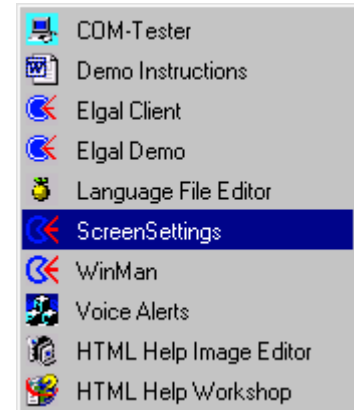 COM-Tester
Demo Instructions
Elgal Client
Elgal Demo
Language File Editor
ScreenSettings
WinMan
Voice Alerts
HTML Help Image Editor
HTML Help Workshop